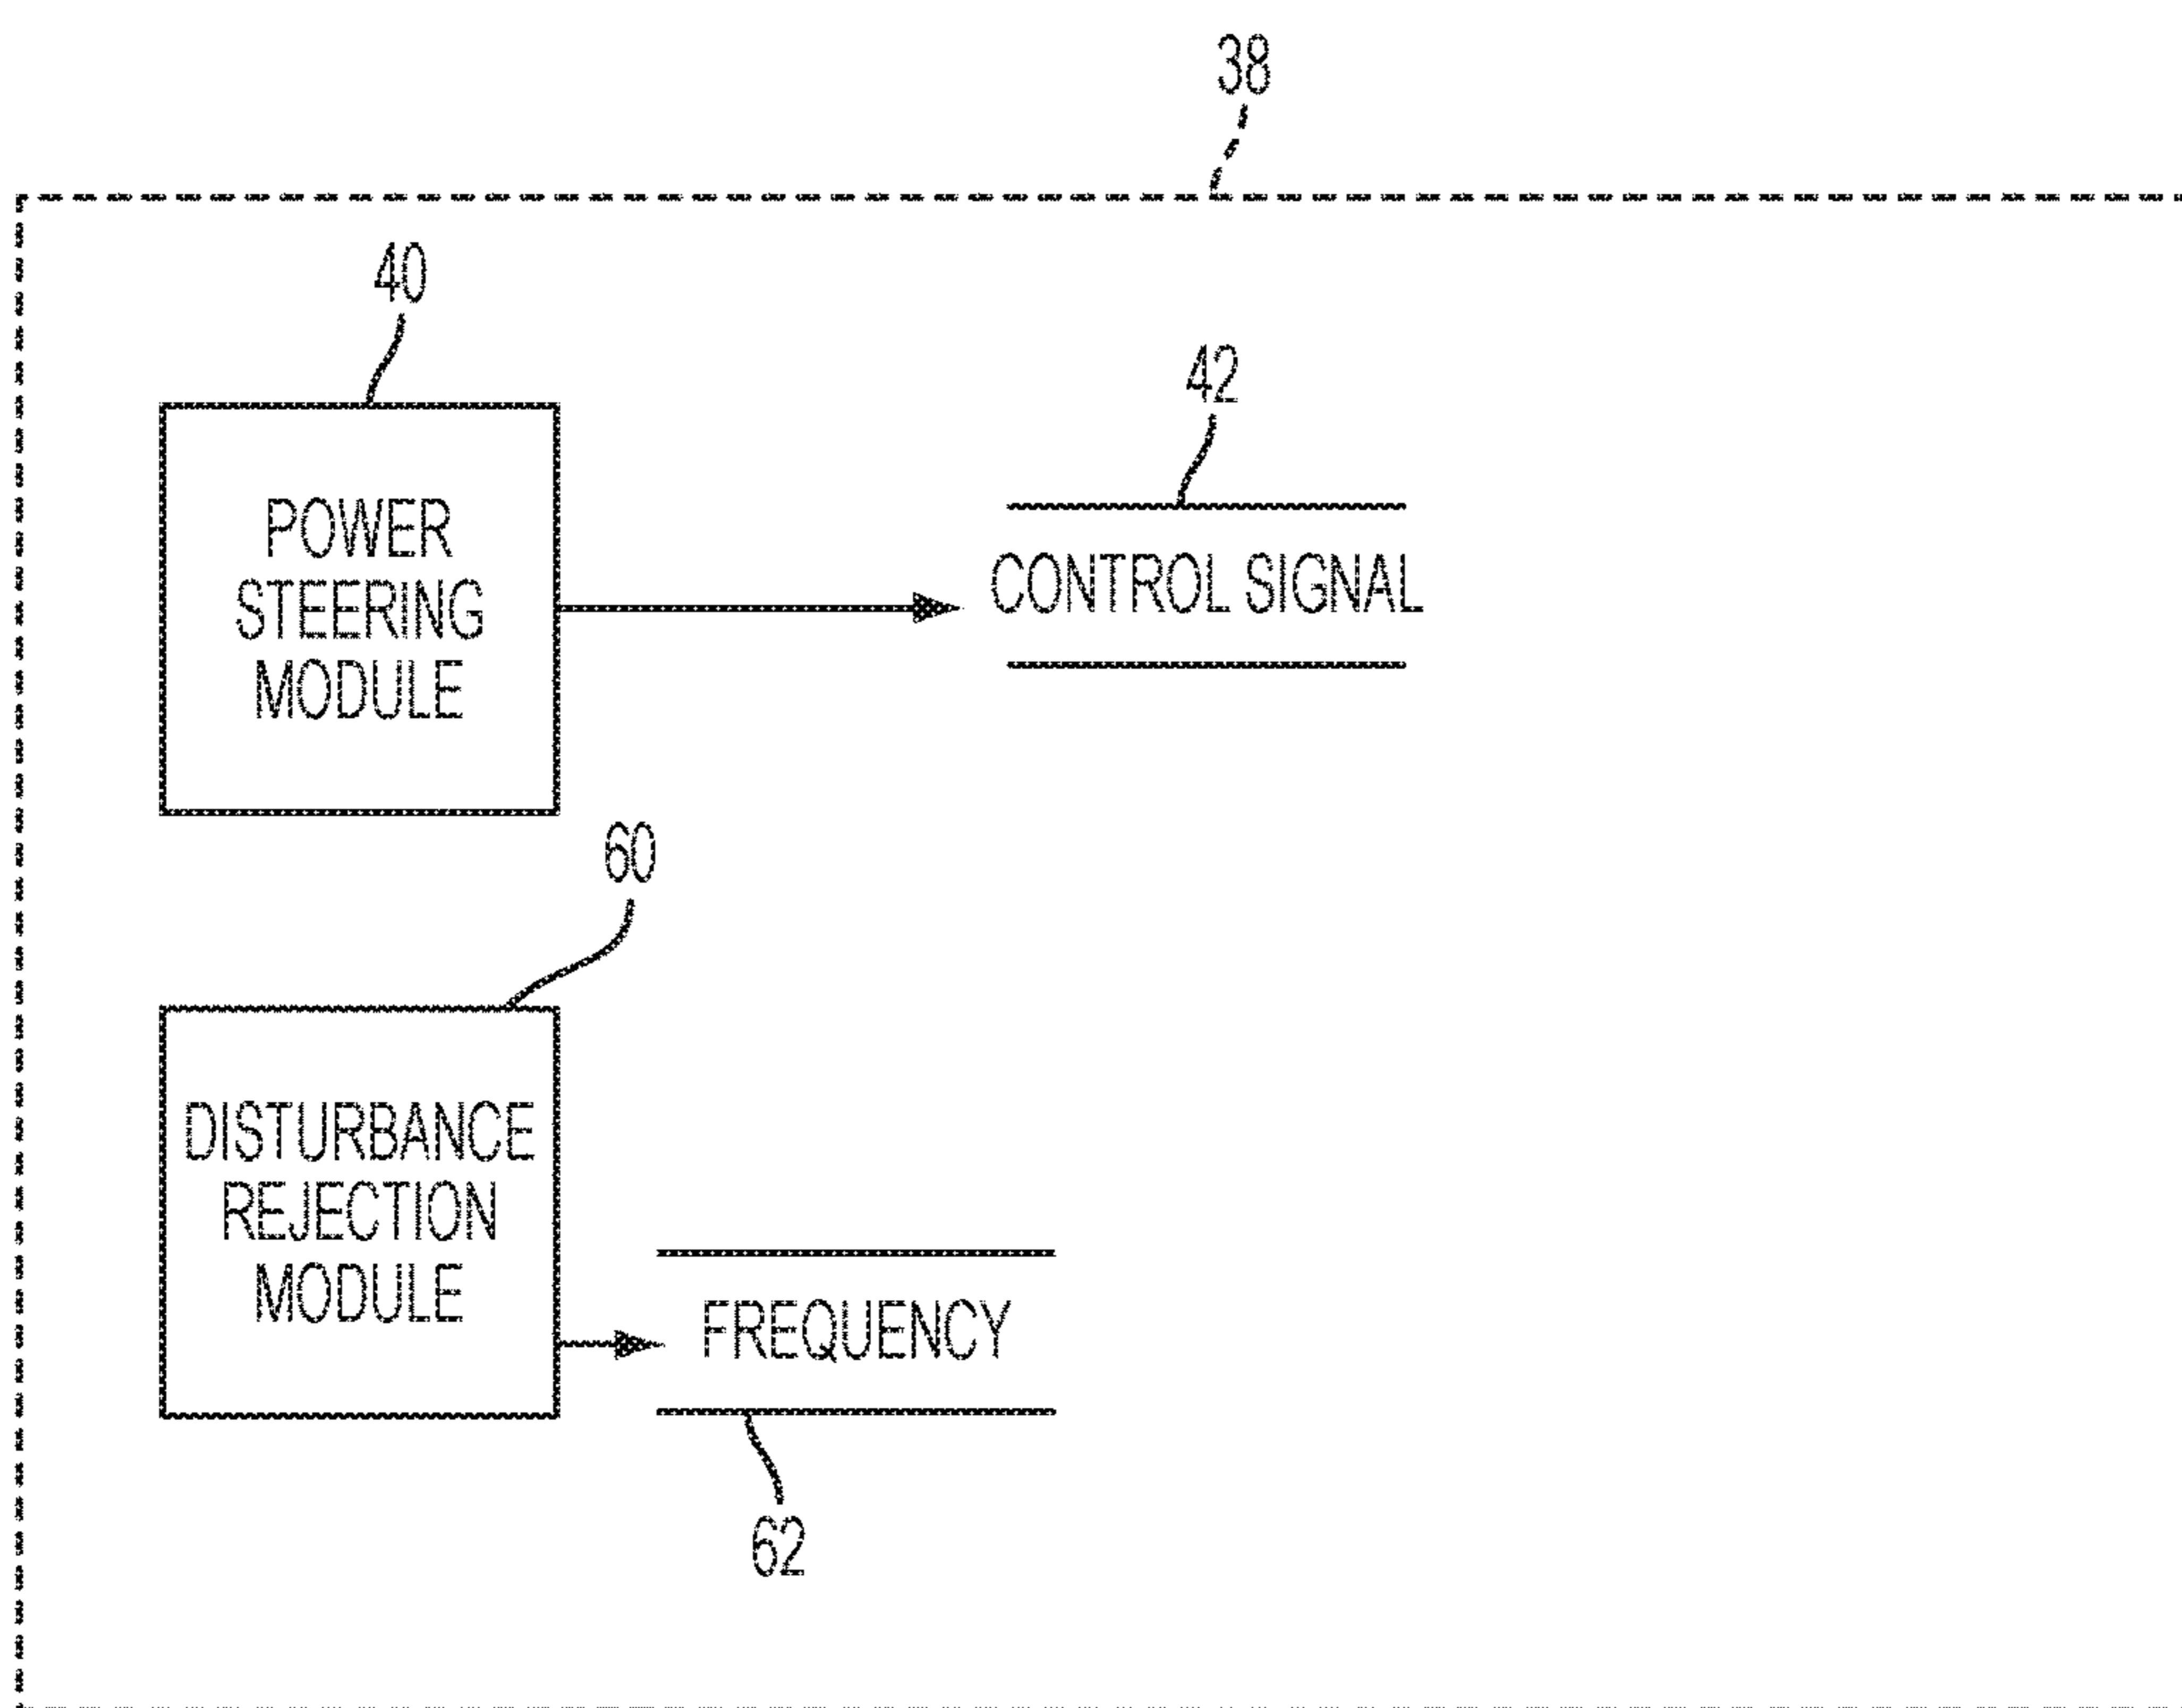 38
40
42
POWER
STEERING
MODULE
CONTROL SIGNAL
60
DISTURBANCE
REJECTION
MODULE
FREQUENCY
62